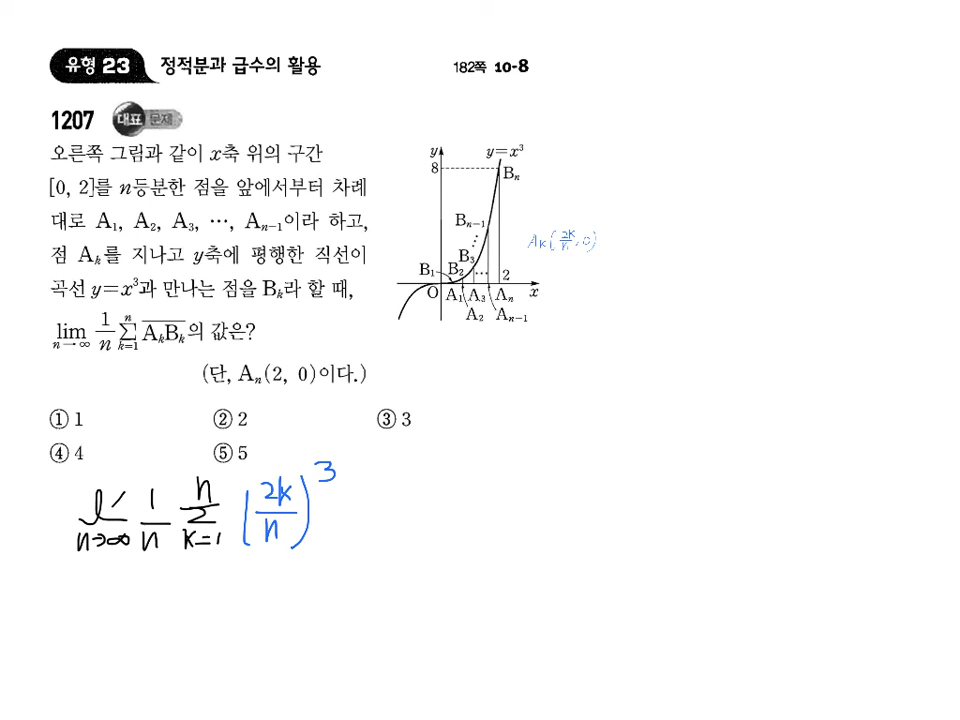 유형 23 정적분과 급수의 활용 182쪽 10-8
1207 대표 문제
오른쪽 그림과 같이 x축 위의 구간
[0, 2]를 n등분한 점을 앞에서부터 차례
대로 A₁, A₂, A₃, ⋯, Aₙ₋₁이라 하고,
점 Aₖ를 지나고 y축에 평행한 직선이
곡선 y=x³과 만나는 점을 Bₖ라 할 때,
lim n→∞ 1/n ∑ k=1 n AₖBₖ의 값은?
(단, Aₙ(2, 0)이다.)
y y=x³
8 Bₙ
Bₙ₋₁
⋯
B₃
B₁ B₂ ⋯ 2
O A₁ A₃ Aₙ x
A₂ Aₙ₋₁
Aₖ(2k/n, 0)
① 1 ② 2 ③ 3
④ 4 ⑤ 5
li n→∞ 1/n ∑ k=1 n (2k/n)³